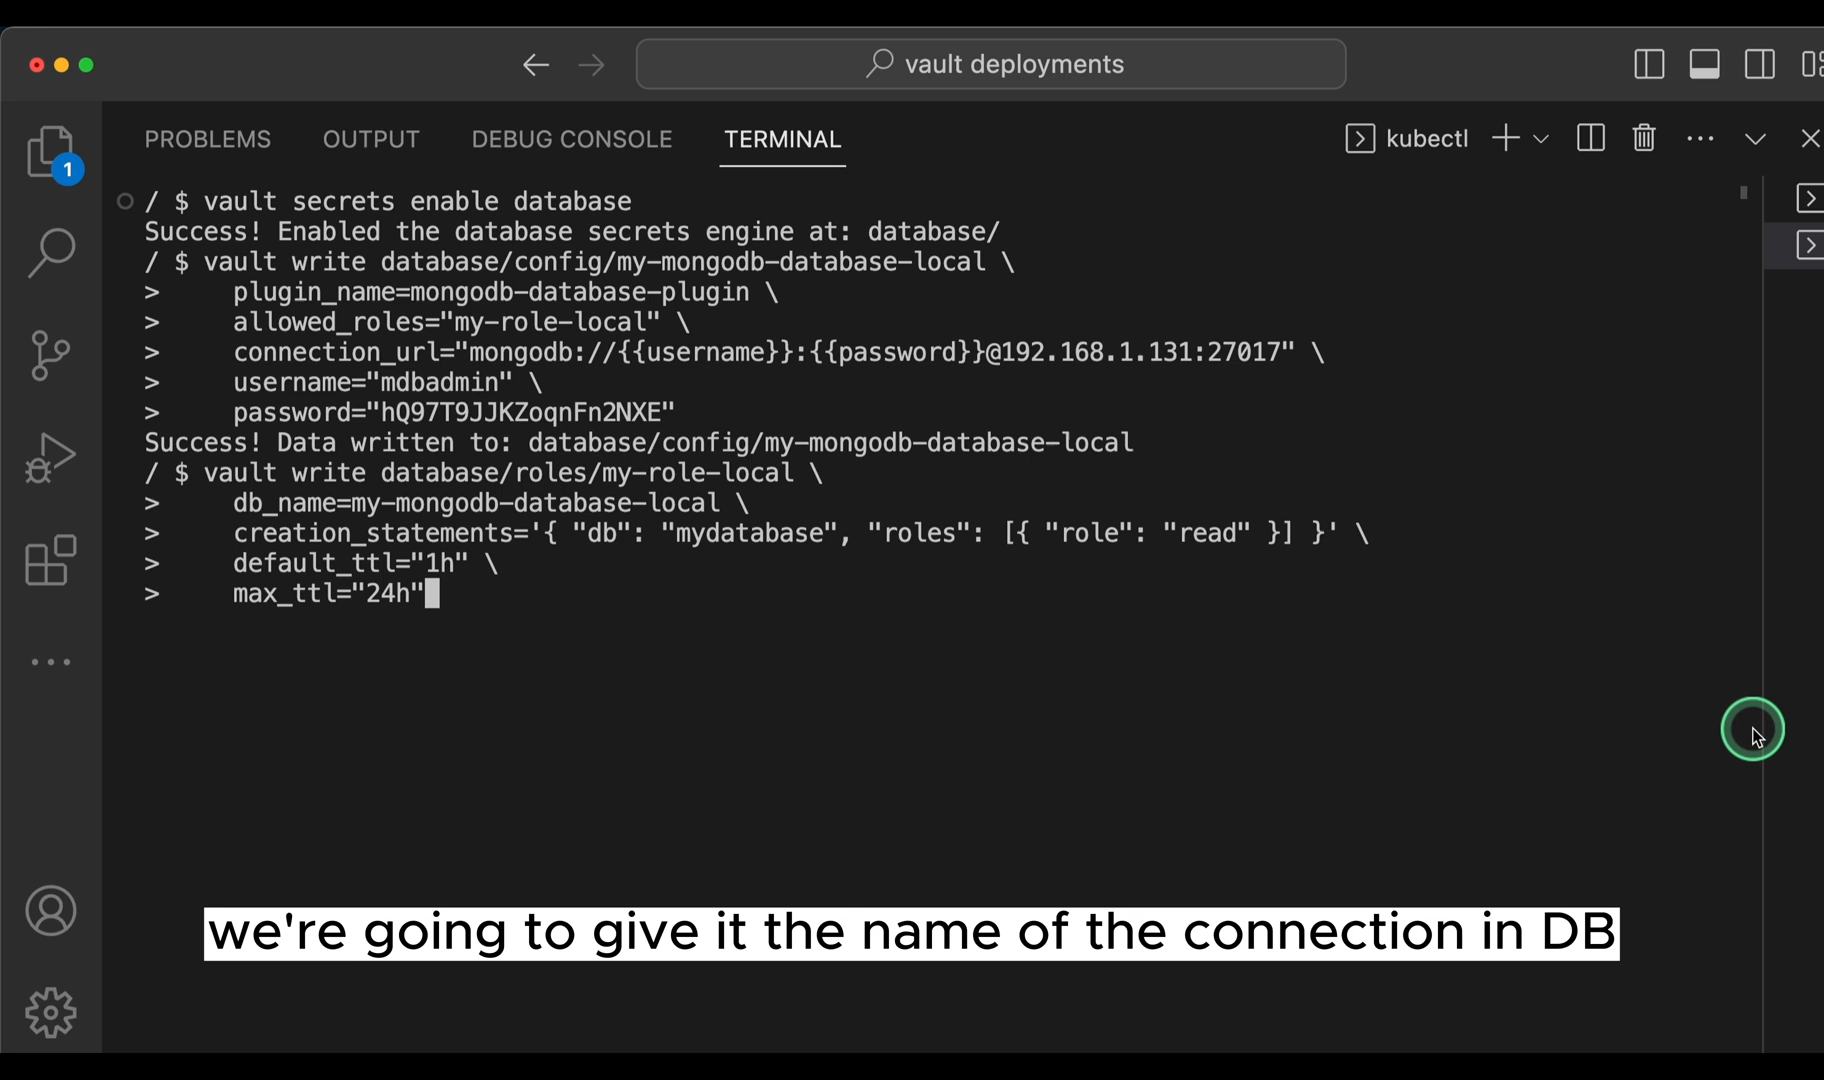 vault deployments
PROBLEMS OUTPUT DEBUG CONSOLE TERMINAL kubectl
1
/ $ vault secrets enable database
Success! Enabled the database secrets engine at: database/
/ $ vault write database/config/my-mongodb-database-local \
>     plugin_name=mongodb-database-plugin \
>     allowed_roles="my-role-local" \
>     connection_url="mongodb://{{username}}:{{password}}@192.168.1.131:27017" \
>     username="mdbadmin" \
>     password="hQ97T9JJKZoqnFn2NXE"
Success! Data written to: database/config/my-mongodb-database-local
/ $ vault write database/roles/my-role-local \
>     db_name=my-mongodb-database-local \
>     creation_statements='{ "db": "mydatabase", "roles": [{ "role": "read" }] }' \
>     default_ttl="1h" \
>     max_ttl="24h"
we're going to give it the name of the connection in DB